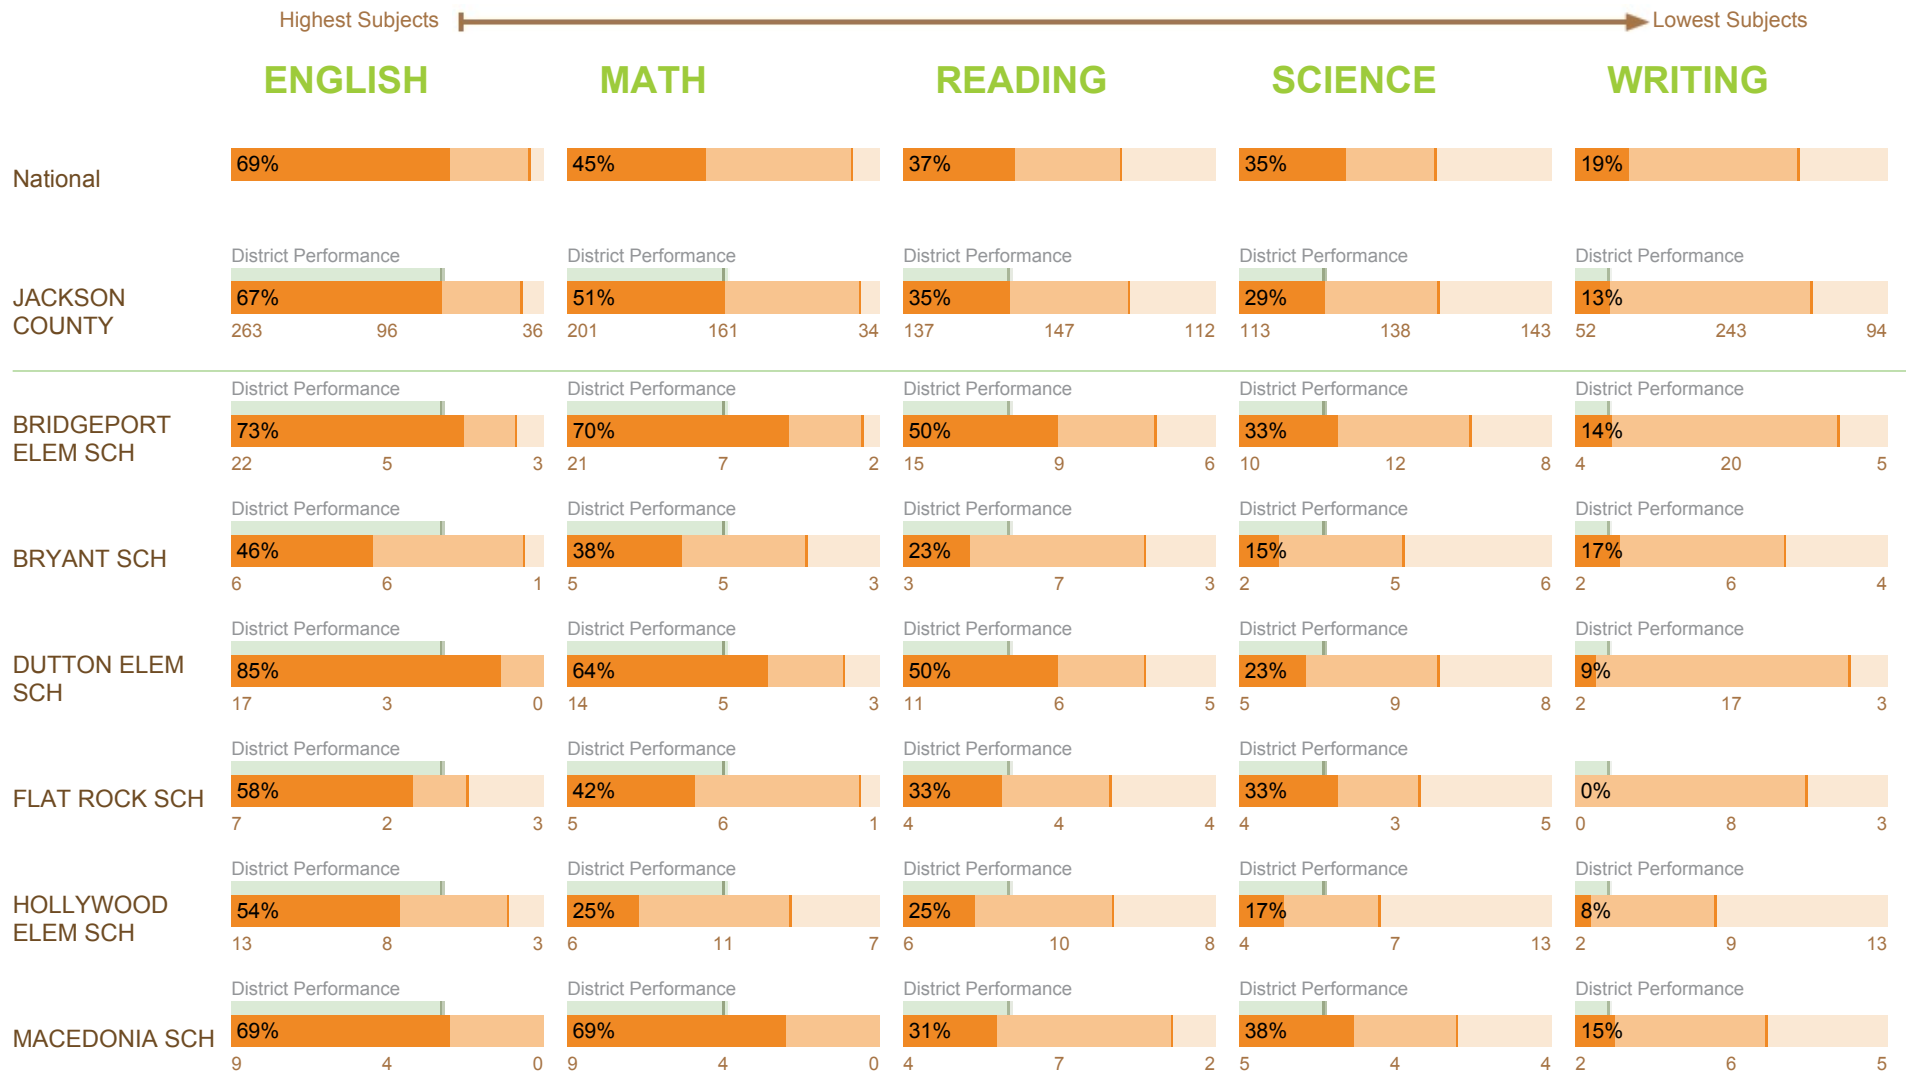 Highest Subjects Lowest Subjects
ENGLISH MATH READING SCIENCE WRITING
National 69% 45% 37% 35% 19%
District Performance District Performance District Performance District Performance District Performance
JACKSON COUNTY 67% 51% 35% 29% 13%
263 96 36 201 161 34 137 147 112 113 138 143 52 243 94
District Performance District Performance District Performance District Performance District Performance
BRIDGEPORT ELEM SCH 73% 70% 50% 33% 14%
22 5 3 21 7 2 15 9 6 10 12 8 4 20 5
District Performance District Performance District Performance District Performance District Performance
BRYANT SCH 46% 38% 23% 15% 17%
6 6 1 5 5 3 3 7 3 2 5 6 2 6 4
District Performance District Performance District Performance District Performance District Performance
DUTTON ELEM SCH 85% 64% 50% 23% 9%
17 3 0 14 5 3 11 6 5 5 9 8 2 17 3
District Performance District Performance District Performance District Performance
FLAT ROCK SCH 58% 42% 33% 33% 0%
7 2 3 5 6 1 4 4 4 4 3 5 0 8 3
District Performance District Performance District Performance District Performance District Performance
HOLLYWOOD ELEM SCH 54% 25% 25% 17% 8%
13 8 3 6 11 7 6 10 8 4 7 13 2 9 13
District Performance District Performance District Performance District Performance District Performance
MACEDONIA SCH 69% 69% 31% 38% 15%
9 4 0 9 4 0 4 7 2 5 4 4 2 6 5